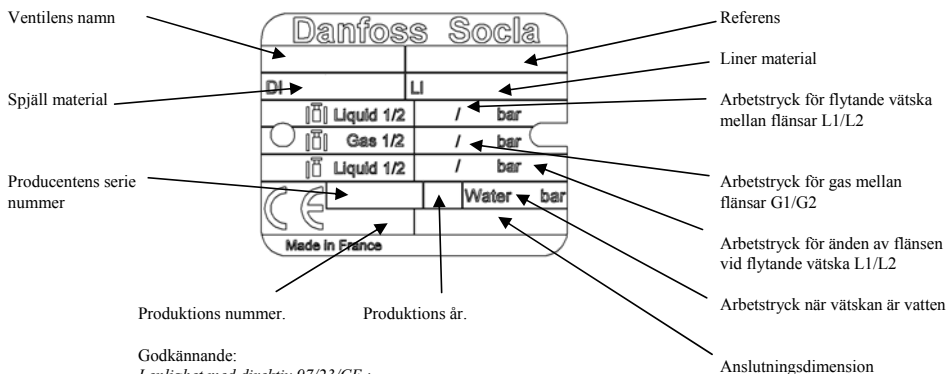 Ventilens namn
Spjäll material
Producentens serie
nummer
Danfoss Socla
DI
LI
Liquid 1/2 / bar
Gas 1/2 / bar
Liquid 1/2 / bar
CE
Water bar
Made in France
Referens
Liner material
Arbetstryck för flytande vätska
mellan flänsar L1/L2
Arbetstryck för gas mellan
flänsar G1/G2
Arbetstryck för änden av flänsen
vid flytande vätska L1/L2
Arbetstryck när vätskan är vatten
Anslutningsdimension
Produktions nummer.
Produktions år.
Godkännande: